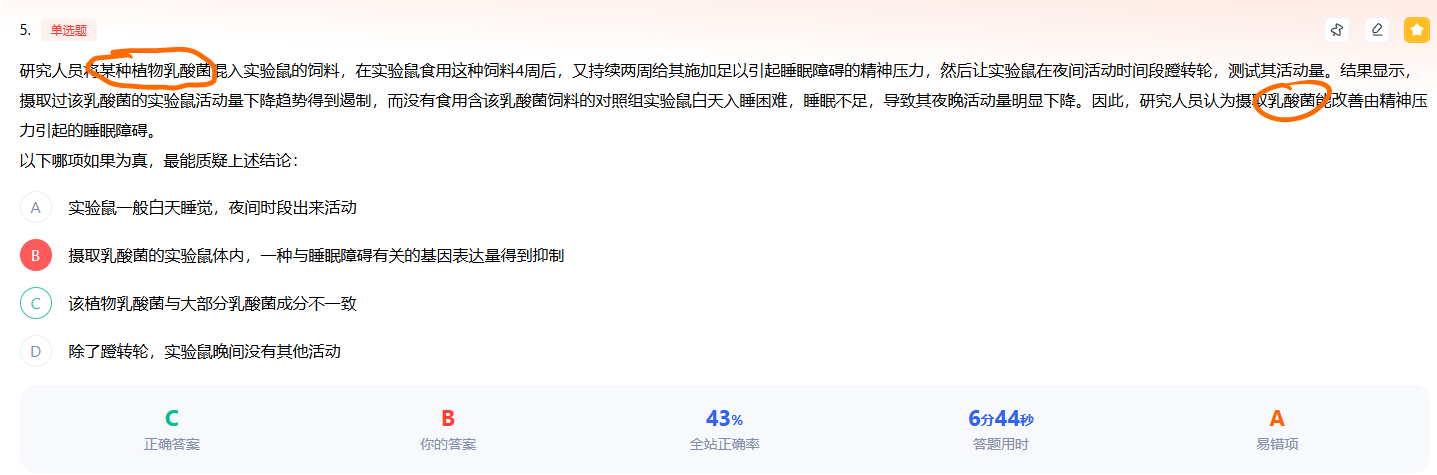 5. 单选题
研究人员将某种植物乳酸菌混入实验鼠的饲料，在实验鼠食用这种饲料4周后，又持续两周给其施加足以引起睡眠障碍的精神压力，然后让实验鼠在夜间活动时间段蹬转轮，测试其活动量。结果显示，
摄取过该乳酸菌的实验鼠活动量下降趋势得到遏制，而没有食用含该乳酸菌饲料的对照组实验鼠白天入睡困难，睡眠不足，导致其夜晚活动量明显下降。因此，研究人员认为摄取乳酸菌能改善由精神压
力引起的睡眠障碍。
以下哪项如果为真，最能质疑上述结论：
A 实验鼠一般白天睡觉，夜间时段出来活动
B 摄取乳酸菌的实验鼠体内，一种与睡眠障碍有关的基因表达量得到抑制
C 该植物乳酸菌与大部分乳酸菌成分不一致
D 除了蹬转轮，实验鼠晚间没有其他活动
C B 43% 6分44秒 A
正确答案 你的答案 全站正确率 答题用时 易错项